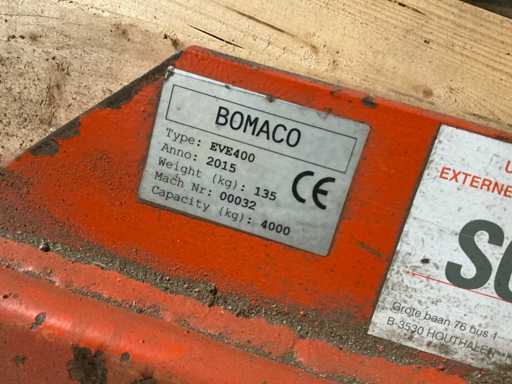 BOMACO
Type: EVE400
Anno: 2015
Weight (kg): 135
Mach Nr: 00032
Capacity (kg): 4000
CE
U
EXTERNE
Grote baan 76 bus 1
B-3530 HOUTHALEN